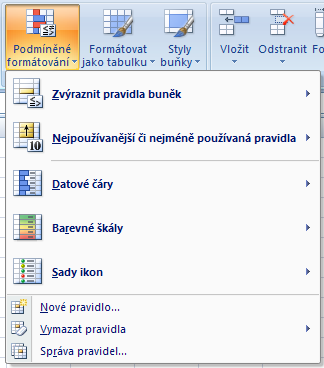 Podmíněné
formátování
Formátovat
jako tabulku
Styly
buňky
Vložit
Odstranit
Fo
Zvýraznit pravidla buněk
Nejpoužívanější či nejméně používaná pravidla
10
Datové čáry
Barevné škály
Sady ikon
Nové pravidlo...
Vymazat pravidla
Správa pravidel...